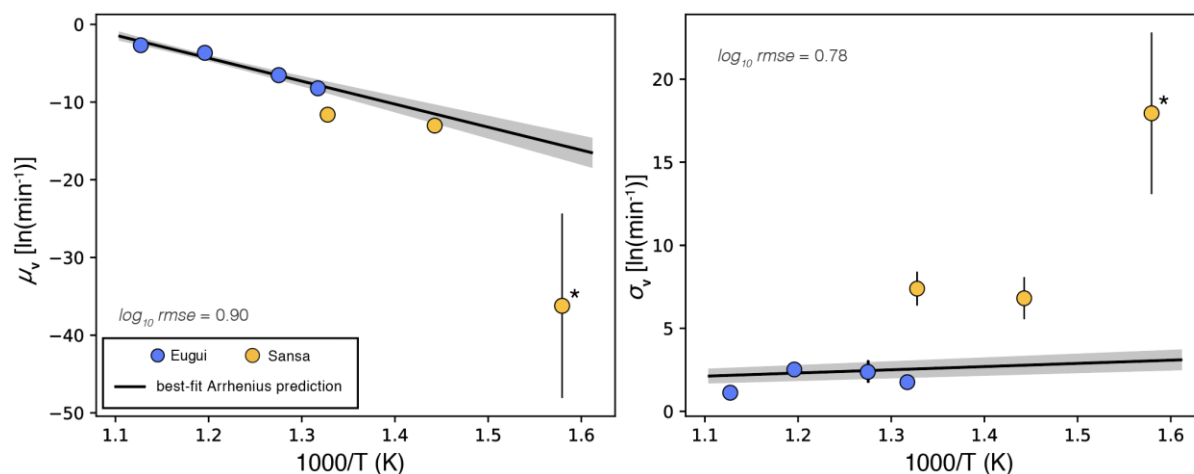 0
−10
−20
−30
−40
−50
μv [ln(min⁻¹)]
*
log₁₀ rmse = 0.90
Eugui
Sansa
best-fit Arrhenius prediction
1.1
1.2
1.3
1.4
1.5
1.6
1000/T (K)
20
15
10
5
0
σv [ln(min⁻¹)]
log₁₀ rmse = 0.78
*
1.1
1.2
1.3
1.4
1.5
1.6
1000/T (K)